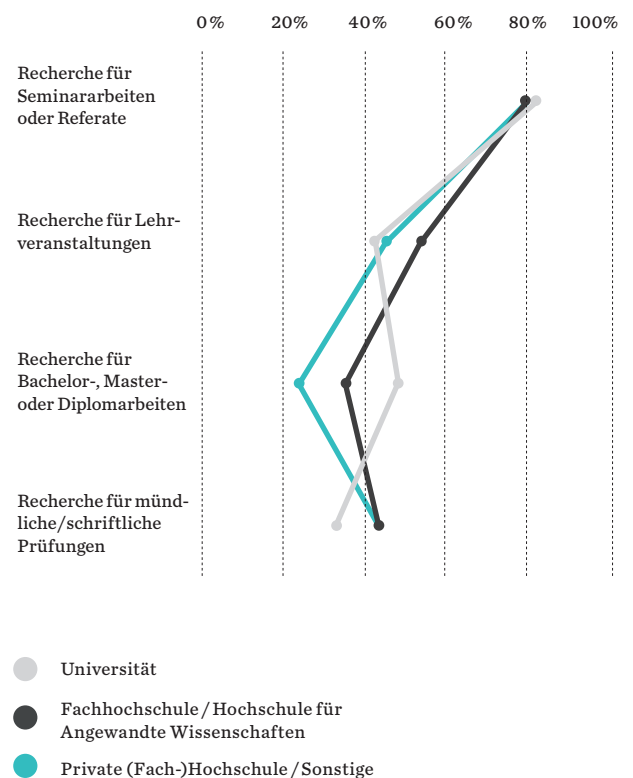 0 % 20% 40% 60% 80% 100%
Recherche für
Seminararbeiten
oder Referate
Recherche für Lehr-
veranstaltungen
Recherche für
Bachelor-, Master-
oder Diplomarbeiten
Recherche für münd-
liche/schriftliche
Prüfungen
Universität
Fachhochschule / Hochschule für
Angewandte Wissenschaften
Private (Fach-)Hochschule / Sonstige